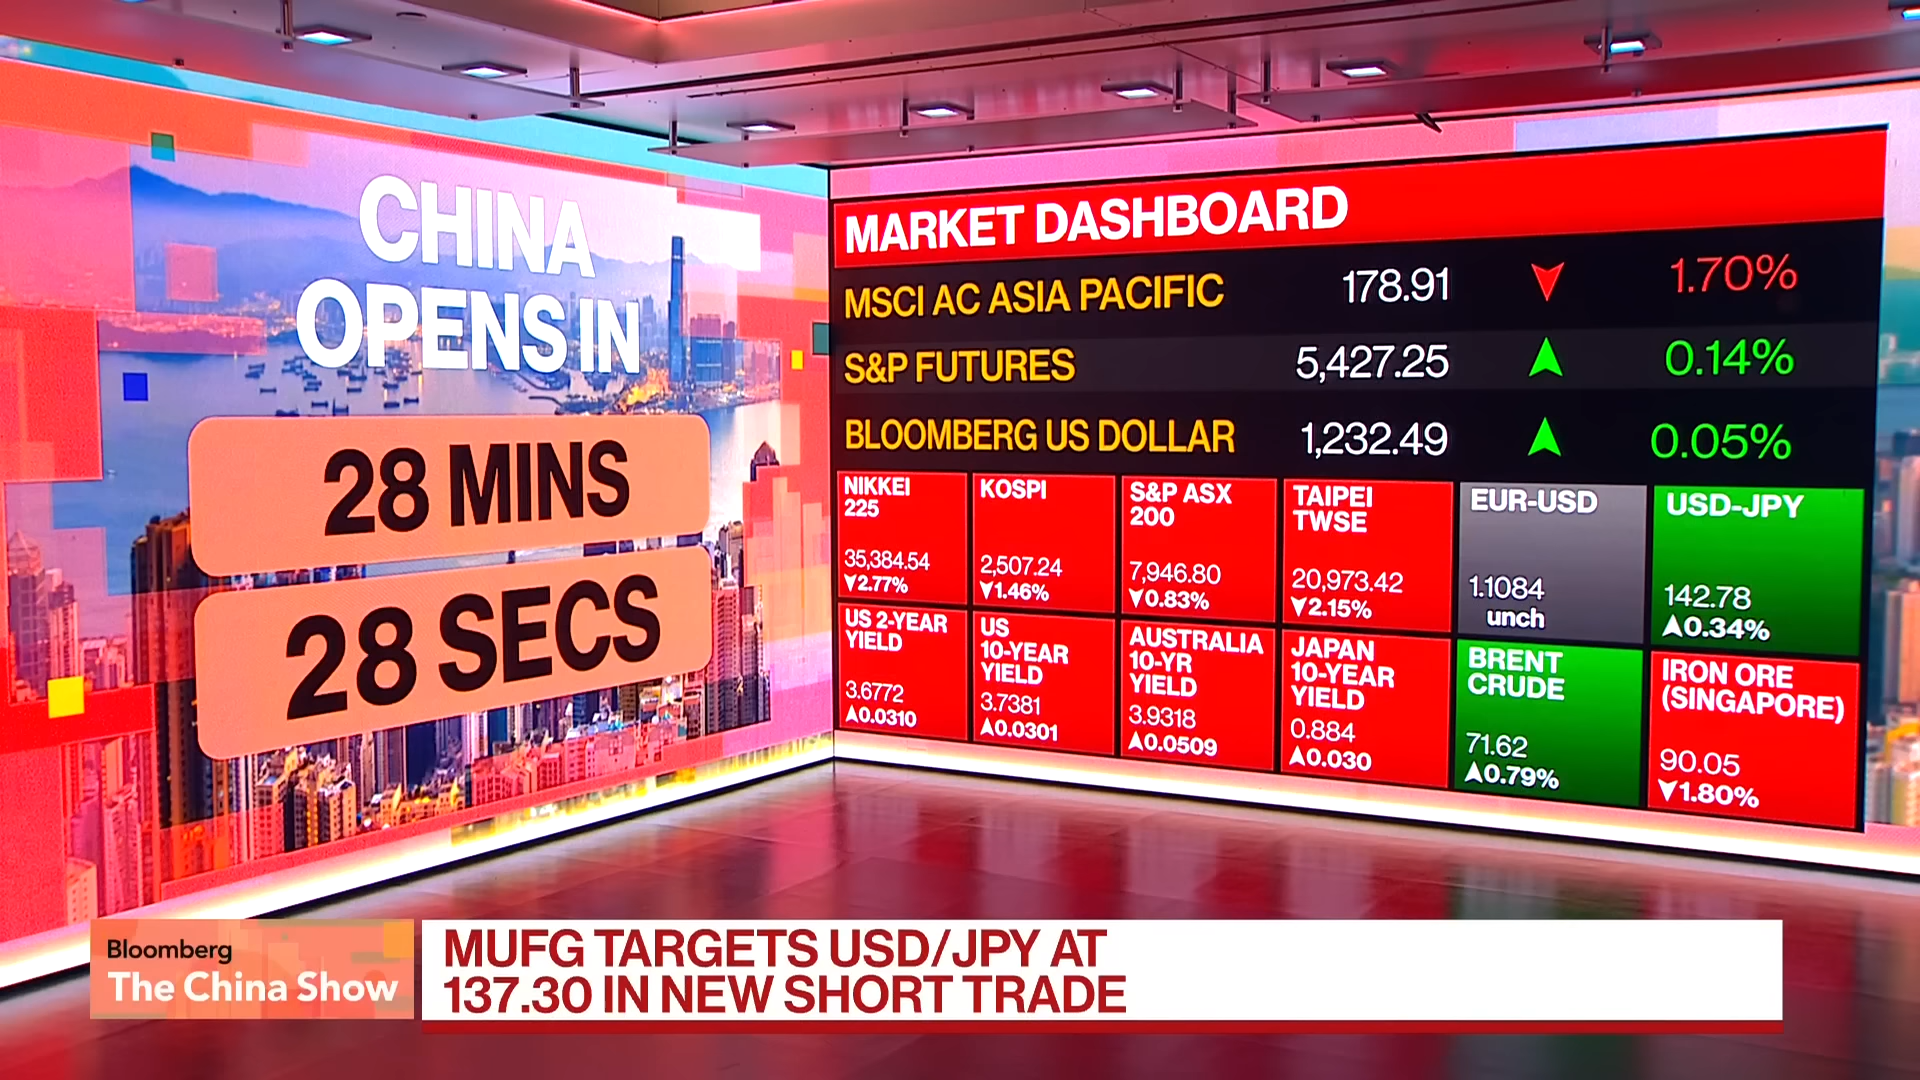 CHINA
OPENS IN
28 MINS
28 SECS
MARKET DASHBOARD
MSCI AC ASIA PACIFIC 178.91 ▼ 1.70%
S&P FUTURES 5,427.25 ▲ 0.14%
BLOOMBERG US DOLLAR 1,232.49 ▲ 0.05%
NIKKEI
225
35,384.54
▼2.77%
KOSPI
2,507.24
▼1.46%
S&P ASX
200
7,946.80
▼0.83%
TAIPEI
TWSE
20,973.42
▼2.15%
EUR-USD
1.1084
unch
USD-JPY
142.78
▲0.34%
US 2-YEAR
YIELD
3.6772
▲0.0310
US
10-YEAR
YIELD
3.7381
▲0.0301
AUSTRALIA
10-YR
YIELD
3.9318
▲0.0509
JAPAN
10-YEAR
YIELD
0.884
▲0.030
BRENT
CRUDE
71.62
▲0.79%
IRON ORE
(SINGAPORE)
90.05
▼1.80%
Bloomberg
The China Show
MUFG TARGETS USD/JPY AT
137.30 IN NEW SHORT TRADE